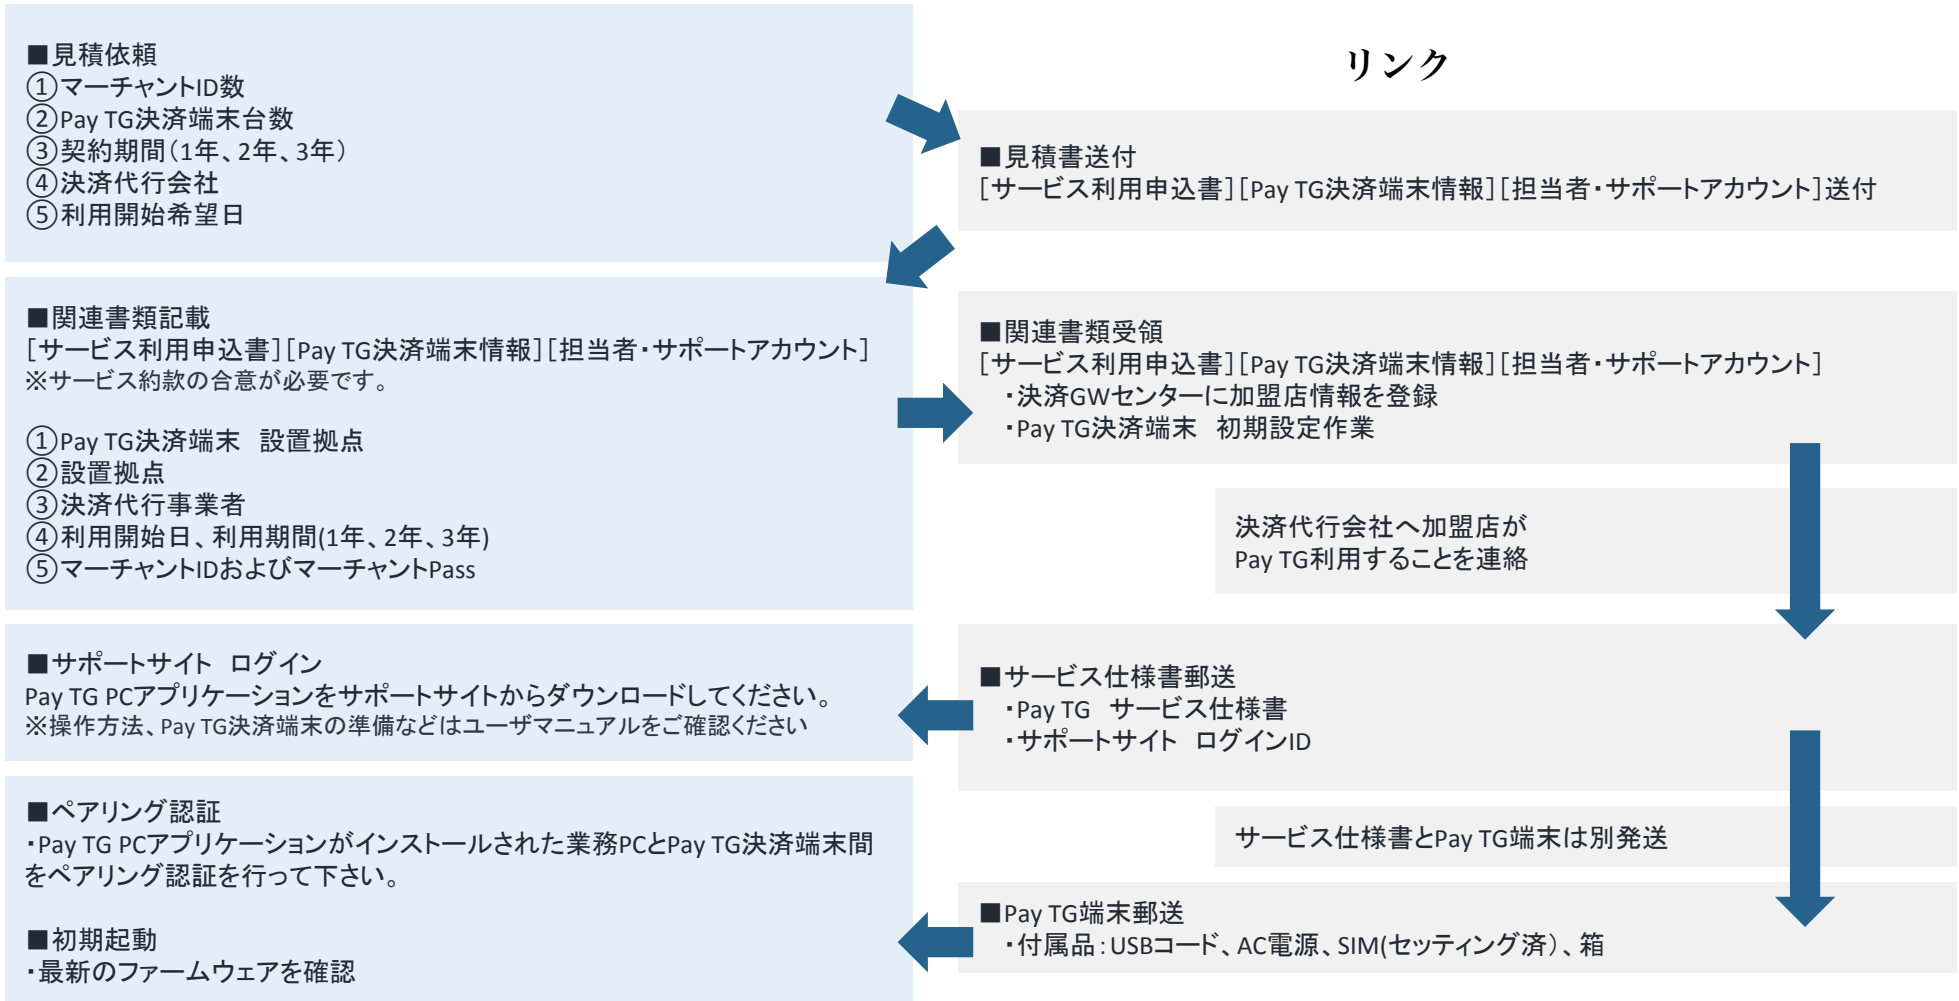 ■見積依頼
①マーチャントID数
②Pay TG決済端末台数
③契約期間（1年、2年、3年）
④決済代行会社
⑤利用開始希望日
リンク
■見積書送付
[サービス利用申込書][Pay TG決済端末情報][担当者・サポートアカウント]送付
■関連書類記載
[サービス利用申込書][Pay TG決済端末情報][担当者・サポートアカウント]
※サービス約款の合意が必要です。
①Pay TG決済端末　設置拠点
②設置拠点
③決済代行事業者
④利用開始日、利用期間(1年、2年、3年)
⑤マーチャントIDおよびマーチャントPass
■関連書類受領
[サービス利用申込書][Pay TG決済端末情報][担当者・サポートアカウント]
・決済GWセンターに加盟店情報を登録
・Pay TG決済端末　初期設定作業
決済代行会社へ加盟店が
Pay TG利用することを連絡
■サポートサイト　ログイン
Pay TG PCアプリケーションをサポートサイトからダウンロードしてください。
※操作方法、Pay TG決済端末の準備などはユーザマニュアルをご確認ください
■サービス仕様書郵送
・Pay TG　サービス仕様書
・サポートサイト　ログインID
サービス仕様書とPay TG端末は別発送
■ペアリング認証
・Pay TG PCアプリケーションがインストールされた業務PCとPay TG決済端末間
をペアリング認証を行って下さい。
■初期起動
・最新のファームウェアを確認
■Pay TG端末郵送
・付属品：USBコード、AC電源、SIM(セッティング済）、箱